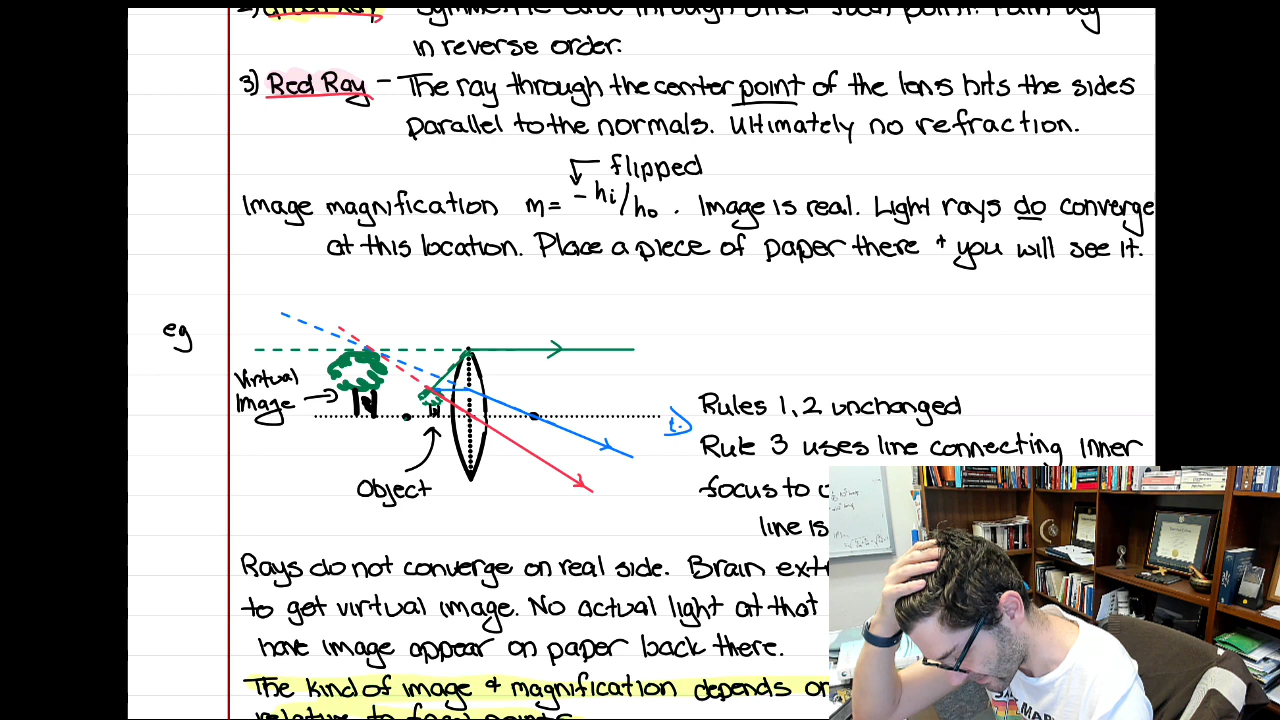 in reverse order.
3) Red Ray - The ray through the center point of the lens hits the sides
parallel to the normals. Ultimately no refraction.
flipped
Image magnification m= -hi/ho. Image is real. Light rays do converge
at this location. Place a piece of paper there + you will see it.
eg
Virtual
Image
Object
Rules 1, 2 unchanged
Rule 3 uses line connecting inner
focus to
line is
Rays do not converge on real side. Brain
to get virtual image. No actual light at that
have image appear on paper back there.
The kind of image + magnification depends on
relative to focal points